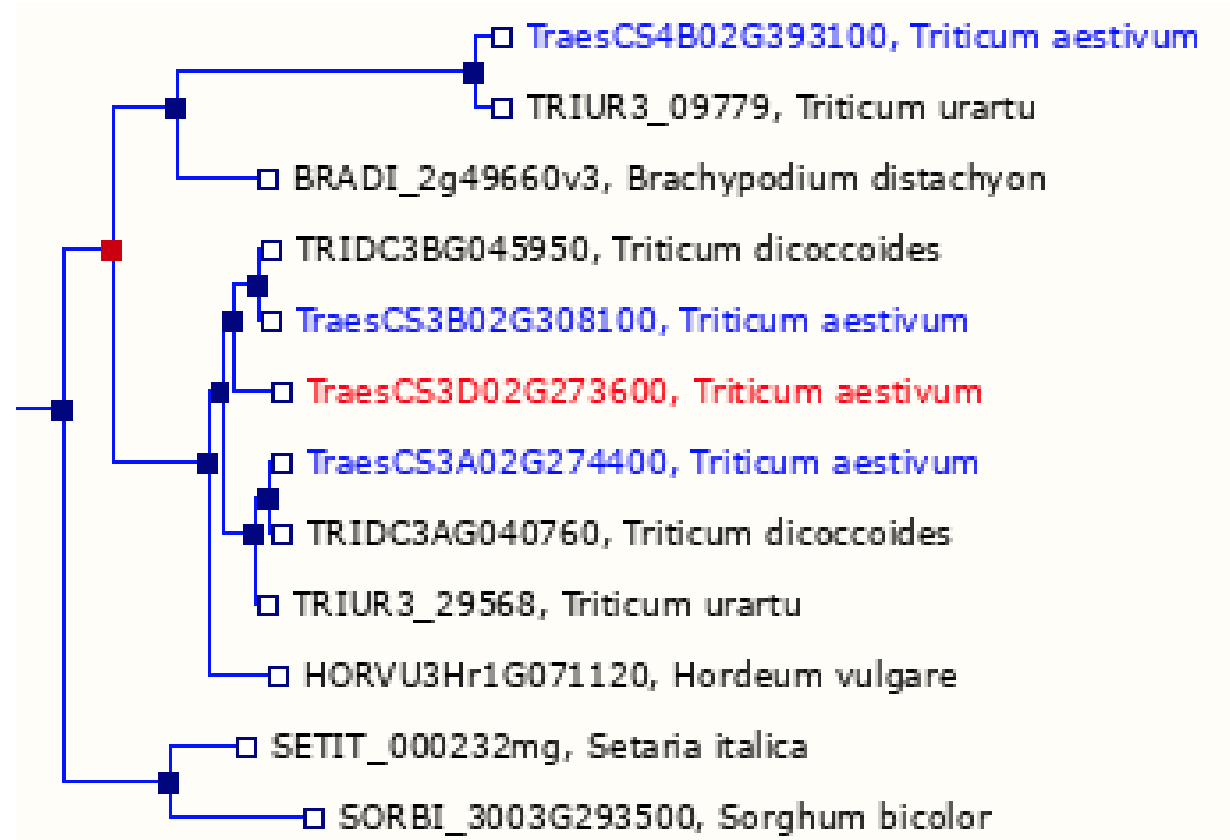 TraesCS4B02G393100, Triticum aestivum
TRIUR3_09779, Triticum urartu
BRADI_2g49660v3, Brachypodium distachyon
TRIDC3BG045950, Triticum dicoccoides
TraesCS3B02G308100, Triticum aestivum
TraesCS3D02G273600, Triticum aestivum
TraesCS3A02G274400, Triticum aestivum
TRIDC3AG040760, Triticum dicoccoides
TRIUR3_29568, Triticum urartu
HORVU3Hr1G071120, Hordeum vulgare
SETIT_000232mg, Setaria italica
SORBI_3003G293500, Sorghum bicolor